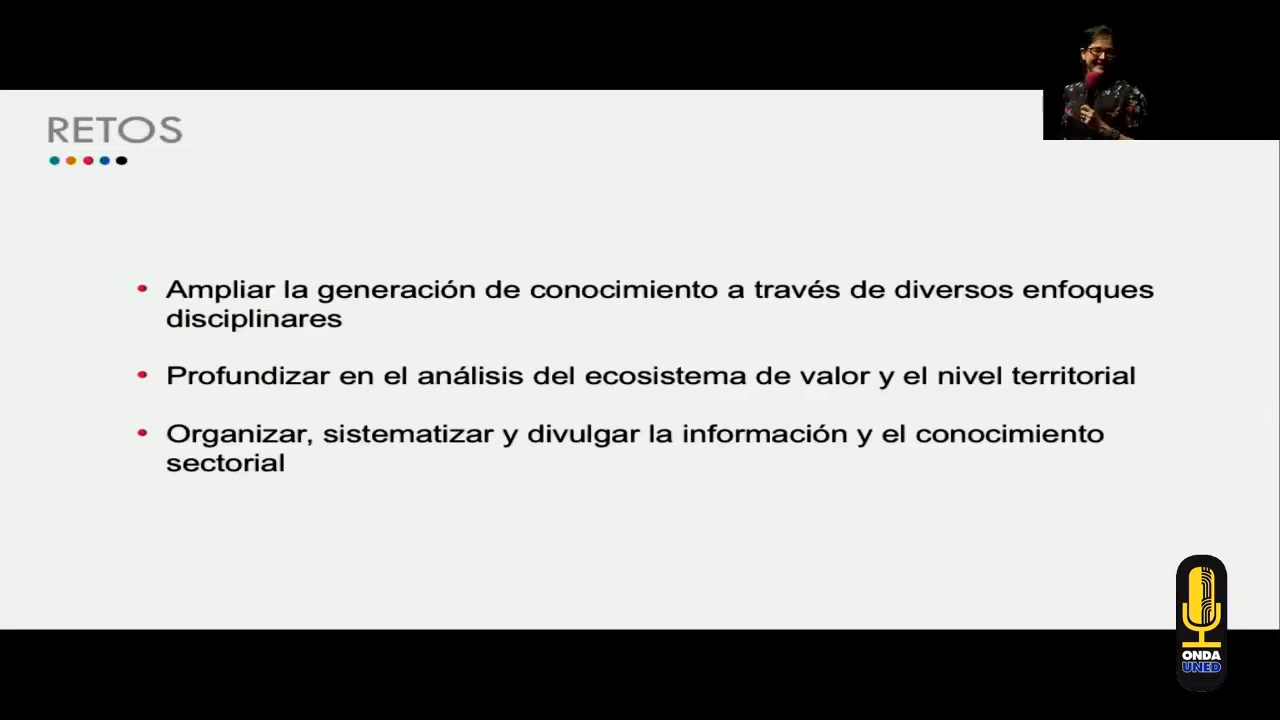 RETOS
• Ampliar la generación de conocimiento a través de diversos enfoques
disciplinares
• Profundizar en el análisis del ecosistema de valor y el nivel territorial
• Organizar, sistematizar y divulgar la información y el conocimiento
sectorial
ONDA
UNED